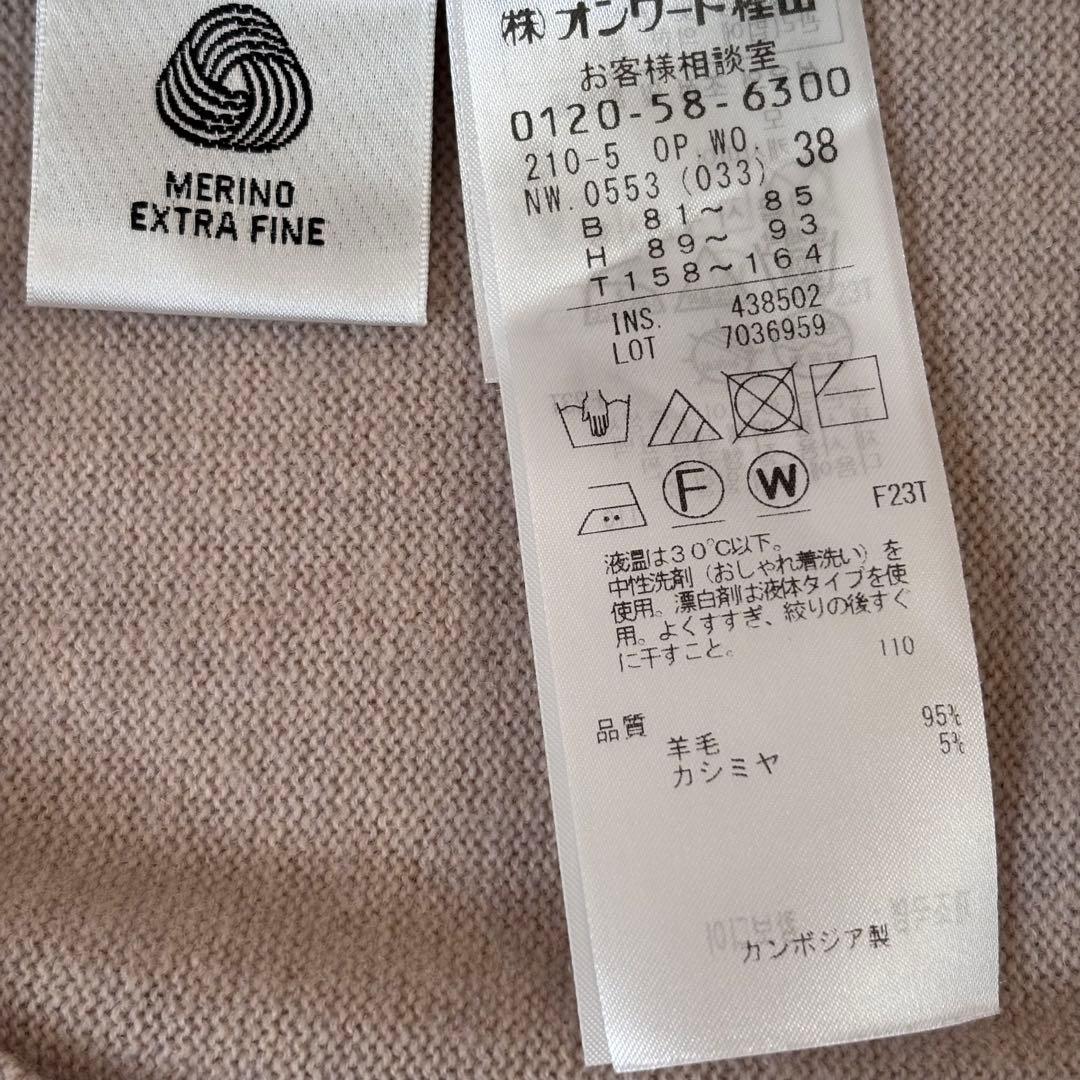 MERINO
EXTRA FINE
(株)オンワード樫山
お客様相談室
0120-58-6300
210-5 OP.WO. 38
NW.0553 (033)
B 81～ 85
H 89～ 93
T158～164
INS. 438502
LOT 7036959
F W F23T
液温は30℃以下。
中性洗剤(おしゃれ着洗い)を
使用。漂白剤は液体タイプを使
用。よくすすぎ、絞りの後すぐ
に干すこと。 110
品質
羊毛 95%
カシミヤ 5%
カンボジア製